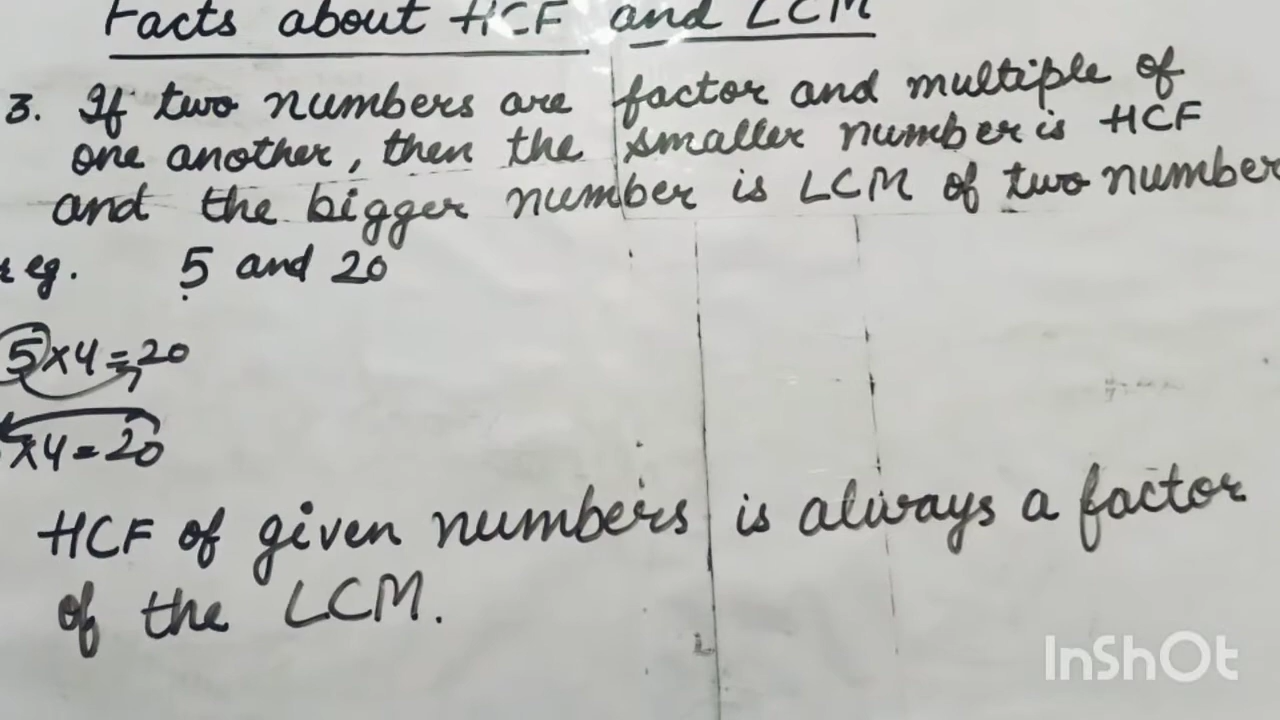 Facts about HCF and LCM
3. If two numbers are factor and multiple of
one another, then the smaller number is HCF
and the bigger number is LCM of two number
eg. 5 and 20
5×4=20
×4=20
HCF of given numbers is always a factor
of the LCM.
InShOt